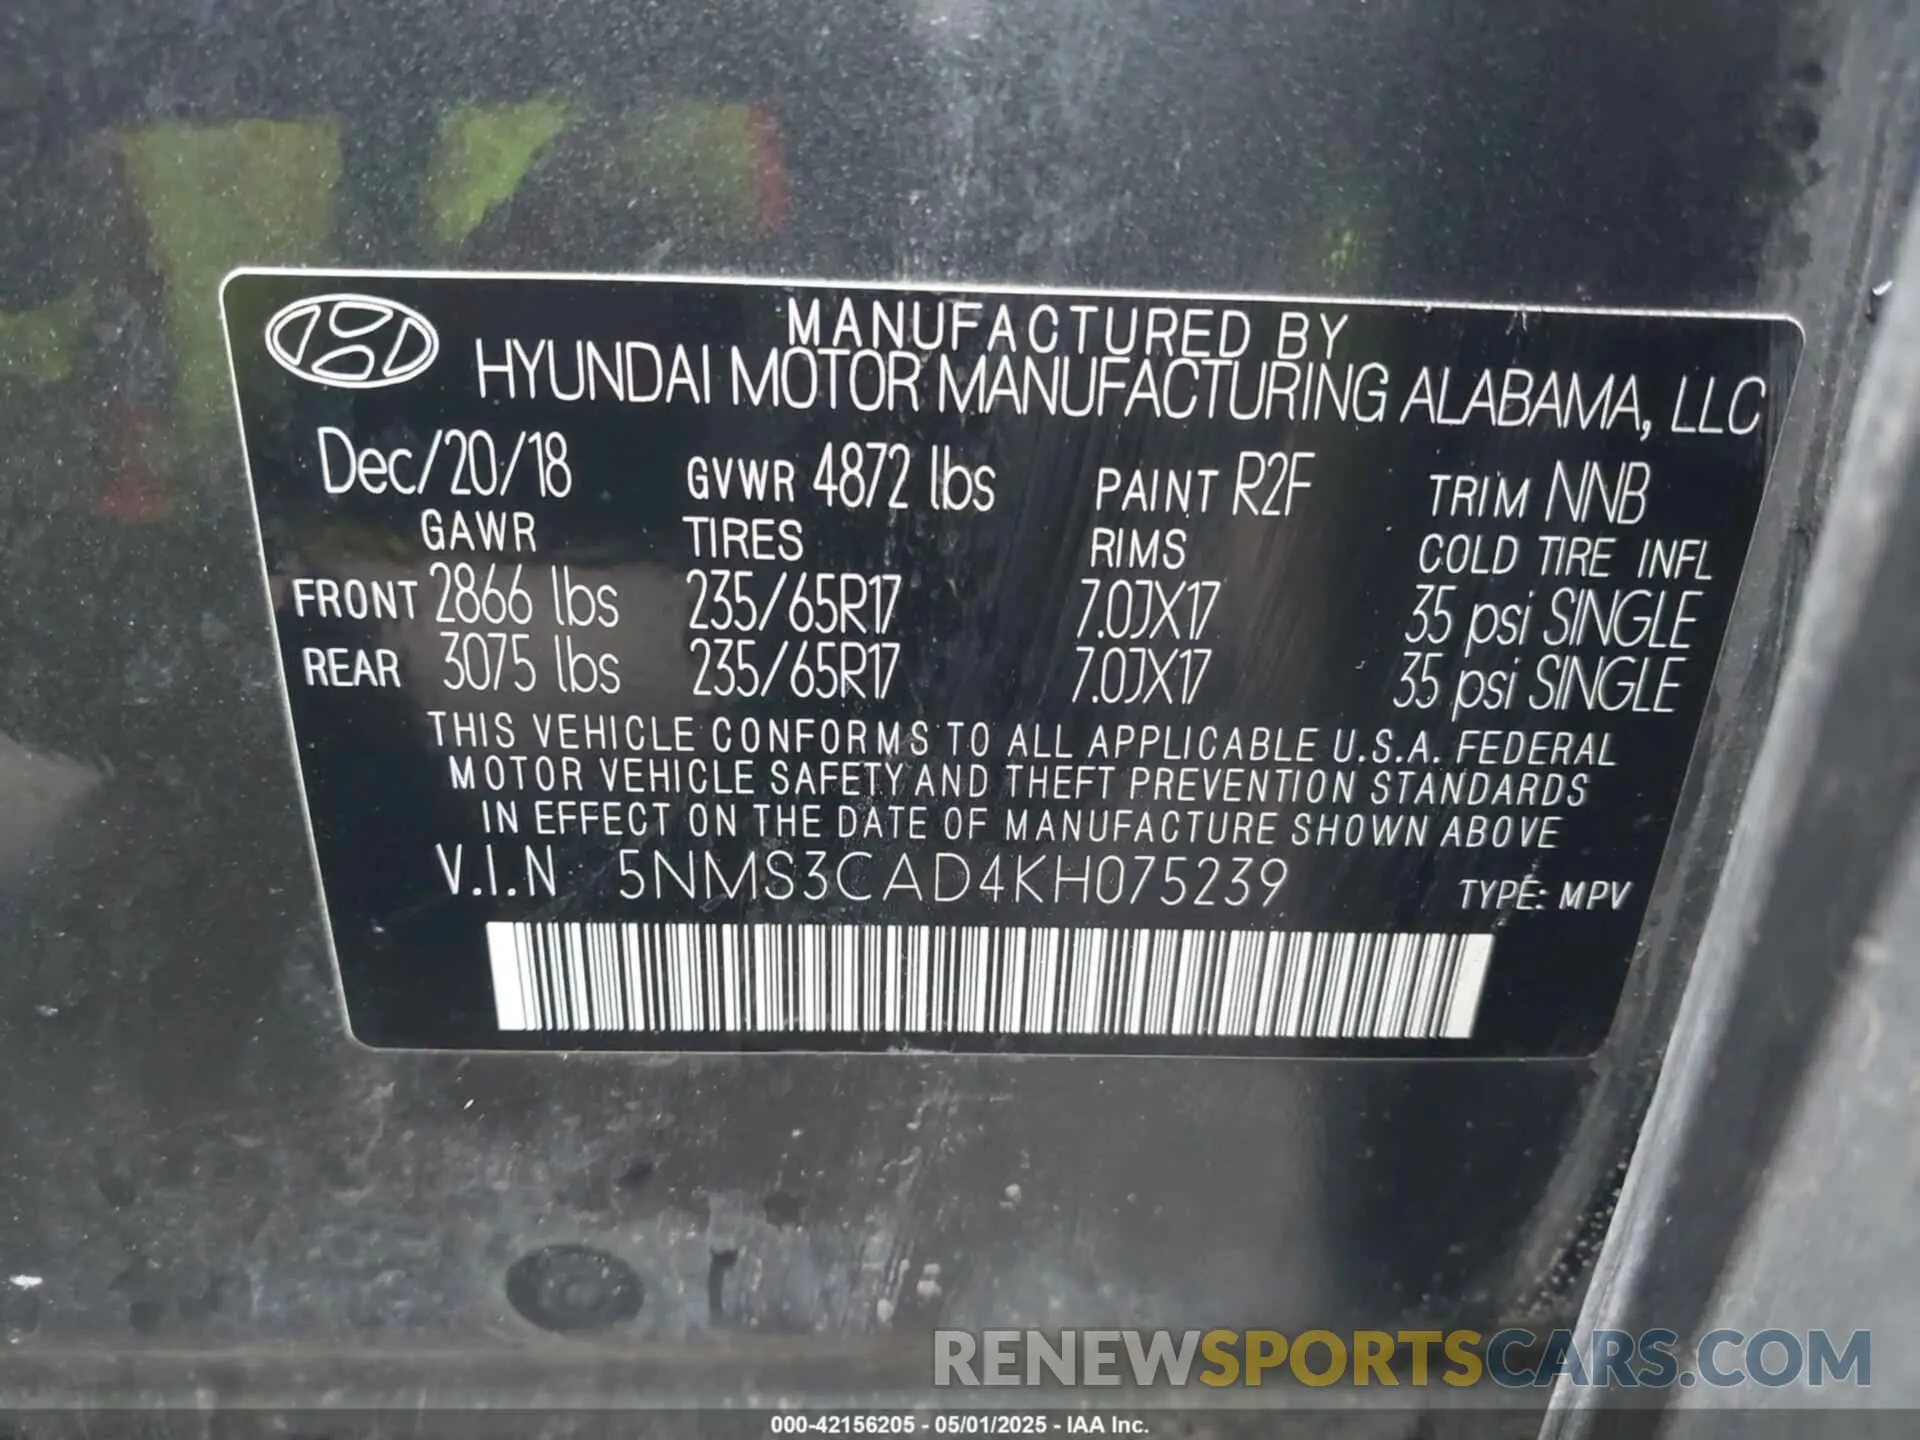 MANUFACTURED BY
HYUNDAI MOTOR MANUFACTURING ALABAMA, LLC
Dec/20/18 GVWR 4872 lbs PAINT R2F TRIM NNB
GAWR TIRES RIMS COLD TIRE INFL
FRONT 2866 lbs 235/65R17 7.0JX17 35 psi SINGLE
REAR 3075 lbs 235/65R17 7.0JX17 35 psi SINGLE
THIS VEHICLE CONFORMS TO ALL APPLICABLE U.S.A. FEDERAL
MOTOR VEHICLE SAFETY AND THEFT PREVENTION STANDARDS
IN EFFECT ON THE DATE OF MANUFACTURE SHOWN ABOVE
V.I.N 5NMS3CAD4KH075239 TYPE: MPV
RENEWSPORTSCARS.COM
000-42156205 - 05/01/2025 - IAA Inc.